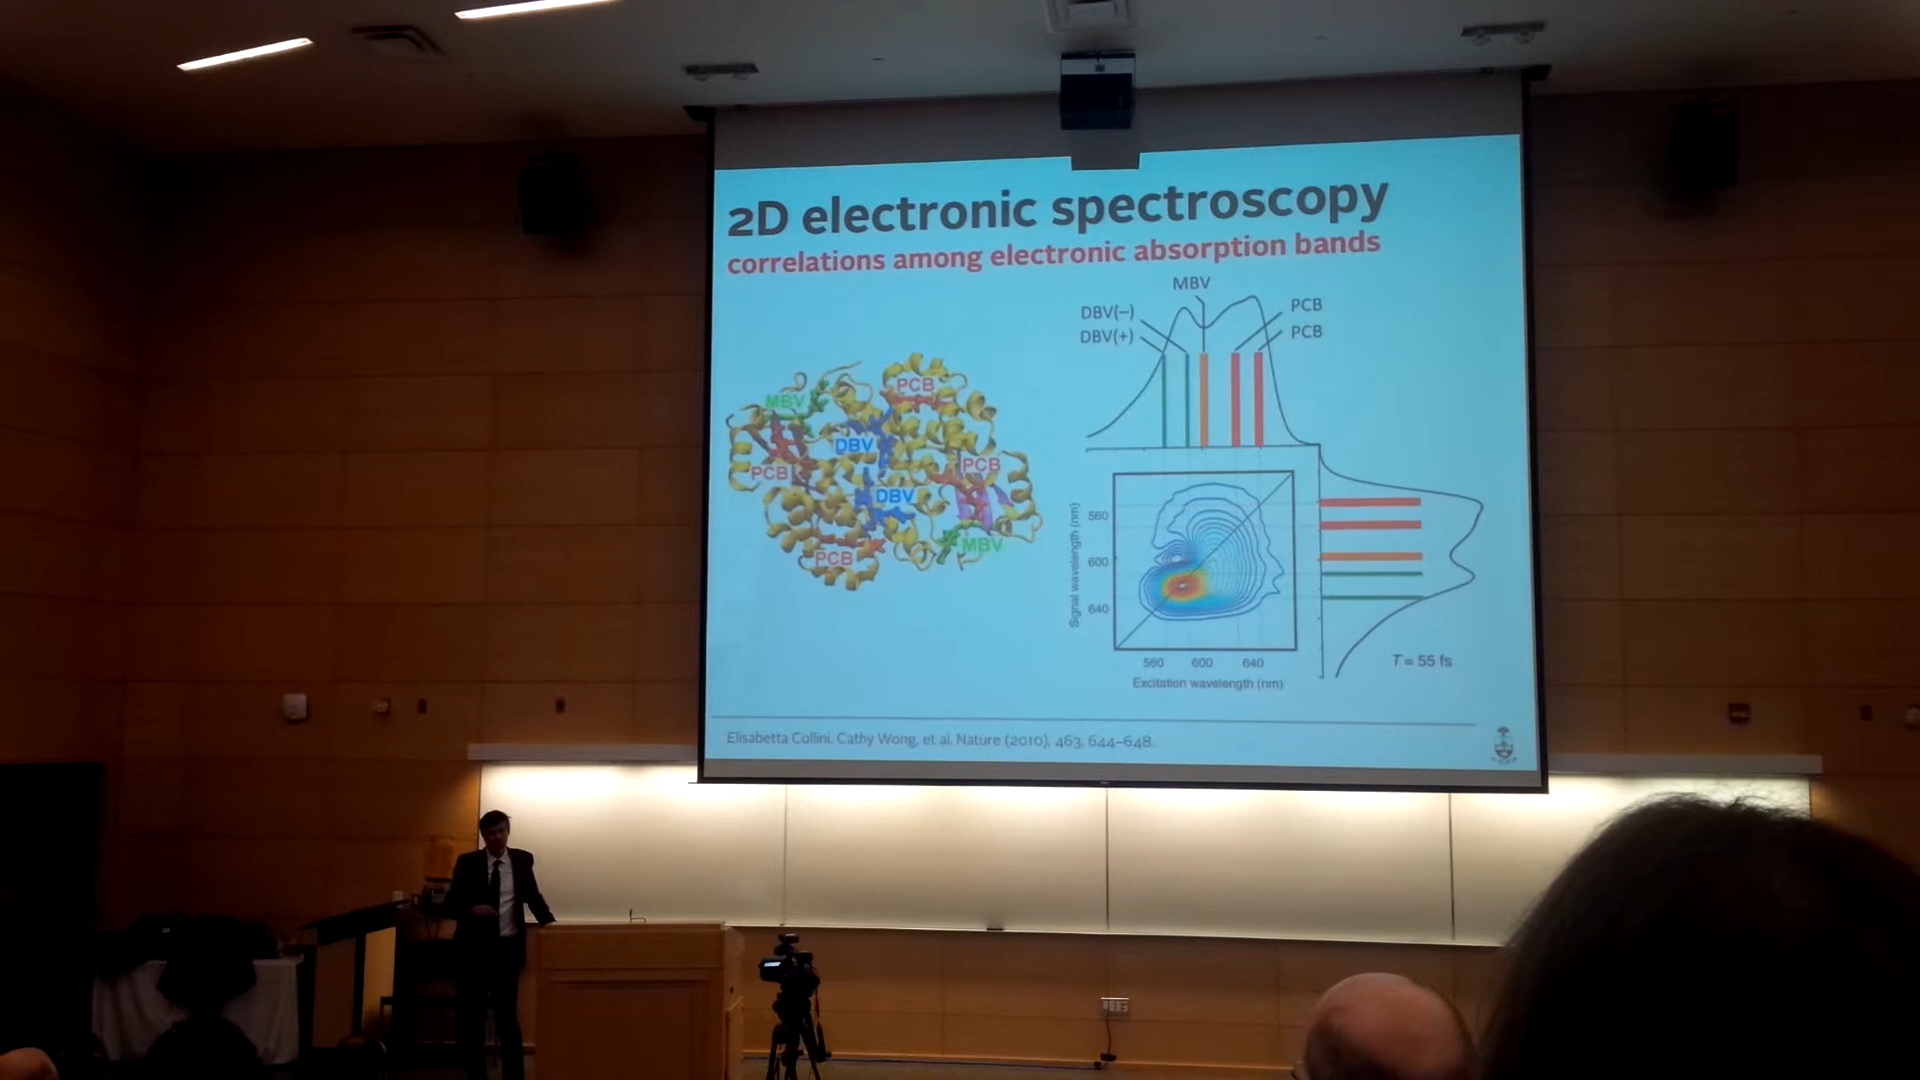 2D electronic spectroscopy
correlations among electronic absorption bands
MBV
DBV(–)
PCB
DBV(+)
PCB
PCB
MBV
DBV
PCB
PCB
DBV
MBV
PCB
Signal wavelength (nm)
560
600
640
560 600 640
Excitation wavelength (nm)
T = 55 fs
Elisabetta Collini, Cathy Wong, et al. Nature (2010), 463, 644–648.